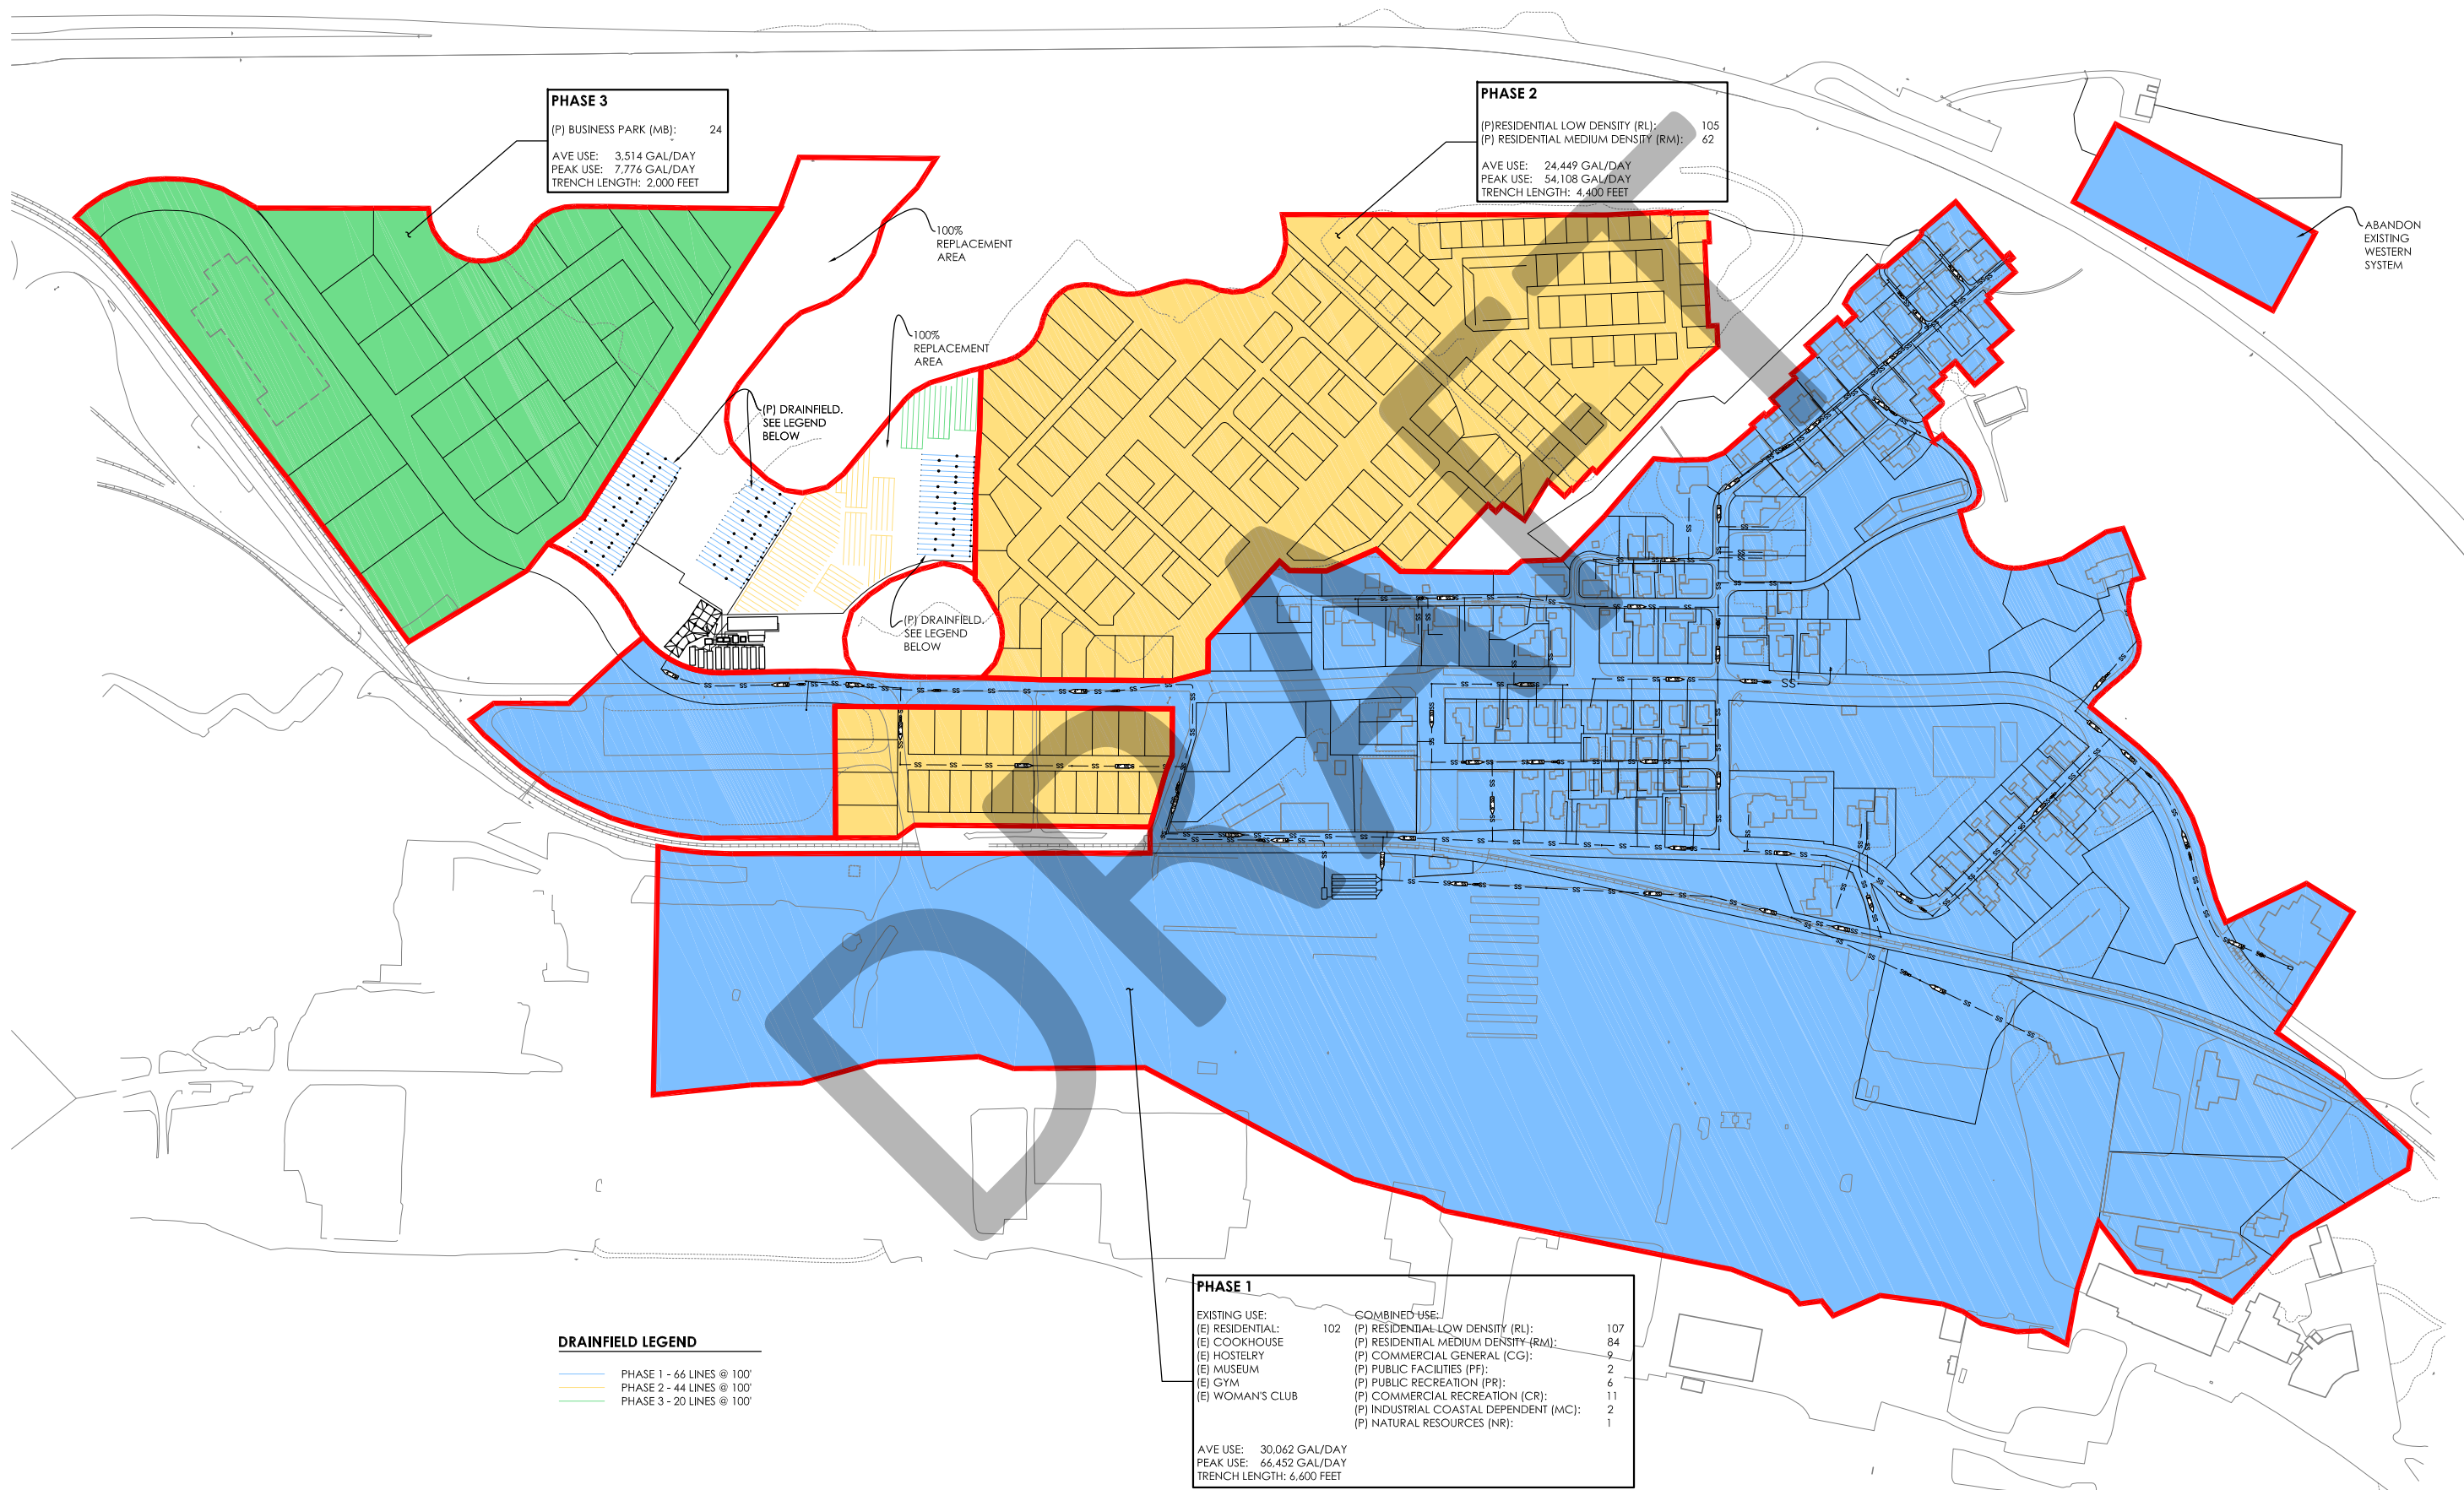 PHASE 3
(P) BUSINESS PARK (MB): 24
AVE USE: 3,514 GAL/DAY
PEAK USE: 7,776 GAL/DAY
TRENCH LENGTH: 2,000 FEET
PHASE 2
(P)RESIDENTIAL LOW DENSITY (RL): 105
(P) RESIDENTIAL MEDIUM DENSITY (RM): 62
AVE USE: 24,449 GAL/DAY
PEAK USE: 54,108 GAL/DAY
TRENCH LENGTH: 4,400 FEET
100%
REPLACEMENT
AREA
ABANDON
EXISTING
WESTERN
SYSTEM
100%
REPLACEMENT
AREA
(P) DRAINFIELD.
SEE LEGEND
BELOW
(P) DRAINFIELD.
SEE LEGEND
BELOW
DRAFT
PHASE 1
EXISTING USE: COMBINED USE:
(E) RESIDENTIAL: 102 (P) RESIDENTIAL LOW DENSITY (RL): 107
(E) COOKHOUSE (P) RESIDENTIAL MEDIUM DENSITY (RM): 84
(E) HOSTELRY (P) COMMERCIAL GENERAL (CG): 9
(E) MUSEUM (P) PUBLIC FACILITIES (PF): 2
(E) GYM (P) PUBLIC RECREATION (PR): 6
(E) WOMAN'S CLUB (P) COMMERCIAL RECREATION (CR): 11
(P) INDUSTRIAL COASTAL DEPENDENT (MC): 2
(P) NATURAL RESOURCES (NR): 1
AVE USE: 30,062 GAL/DAY
PEAK USE: 66,452 GAL/DAY
TRENCH LENGTH: 6,600 FEET
DRAINFIELD LEGEND
PHASE 1 - 66 LINES @ 100'
PHASE 2 - 44 LINES @ 100'
PHASE 3 - 20 LINES @ 100'